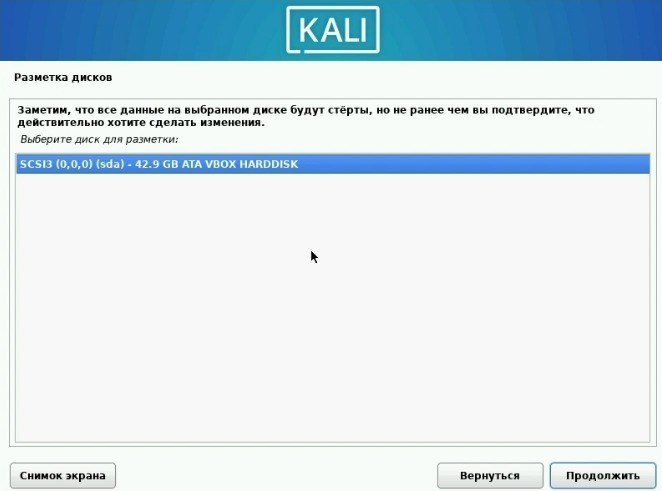 KALI
Разметка дисков
Заметим, что все данные на выбранном диске будут стёрты, но не ранее чем вы подтвердите, что
действительно хотите сделать изменения.
Выберите диск для разметки:
SCSI3 (0,0,0) (sda) - 42.9 GB ATA VBOX HARDDISK
Снимок экрана
Вернуться
Продолжить